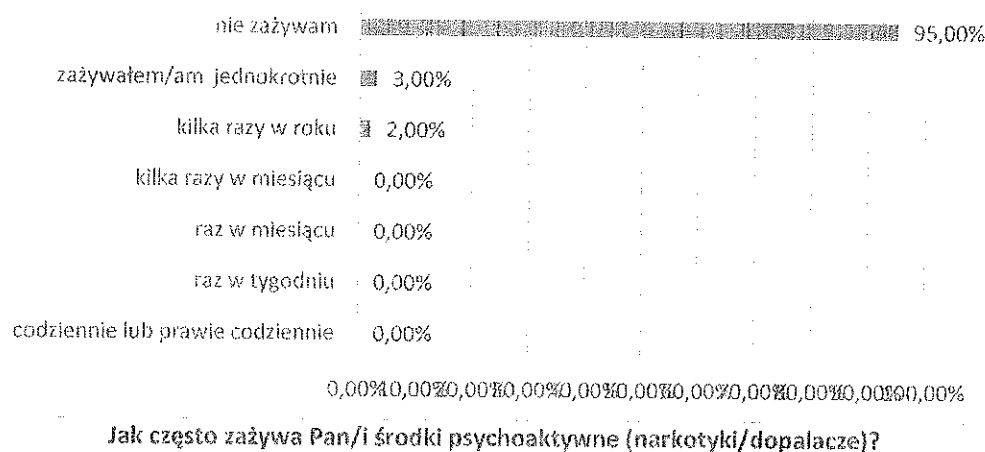 nie zażywam 95,00%
zażywałem/am jednokrotnie 3,00%
kilka razy w roku 2,00%
kilka razy w miesiącu 0,00%
raz w miesiącu 0,00%
raz w tygodniu 0,00%
codziennie lub prawie codziennie 0,00%
0,00%
Jak często zażywa Pan/i środki psychoaktywne (narkotyki/dopalacze)?